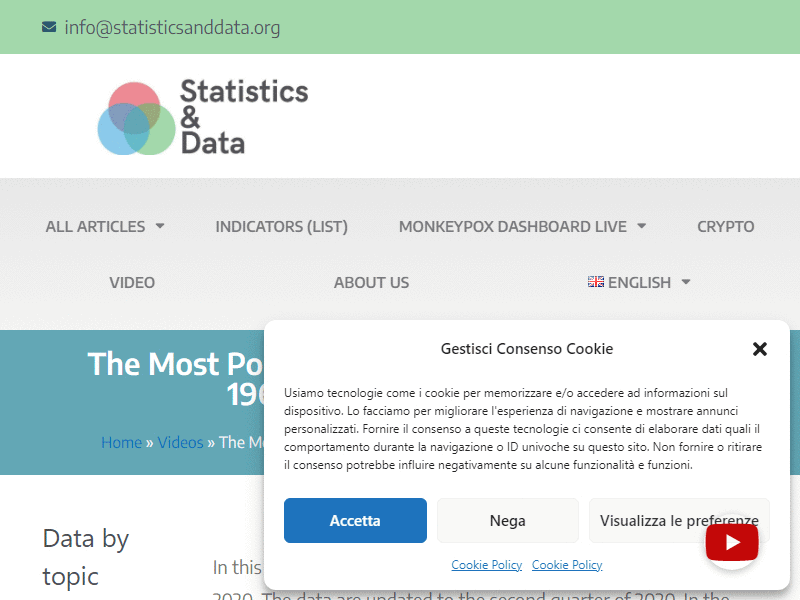 info@statisticsanddata.org
Statistics
&
Data
ALL ARTICLES
INDICATORS (LIST)
MONKEYPOX DASHBOARD LIVE
CRYPTO
VIDEO
ABOUT US
ENGLISH
The Most Po
196
Home » Videos » The Mo
Gestisci Consenso Cookie
Usiamo tecnologie come i cookie per memorizzare e/o accedere ad informazioni sul
dispositivo. Lo facciamo per migliorare l'esperienza di navigazione e mostrare annunci
personalizzati. Fornire il consenso a queste tecnologie ci consente di elaborare dati quali il
comportamento durante la navigazione o ID univoche su questo sito. Non fornire o ritirare
il consenso potrebbe influire negativamente su alcune funzionalità e funzioni.
Accetta
Nega
Visualizza le preferenze
Cookie Policy
Cookie Policy
Data by
topic
In this
2020. The data are updated to the second quarter of 2020. In the